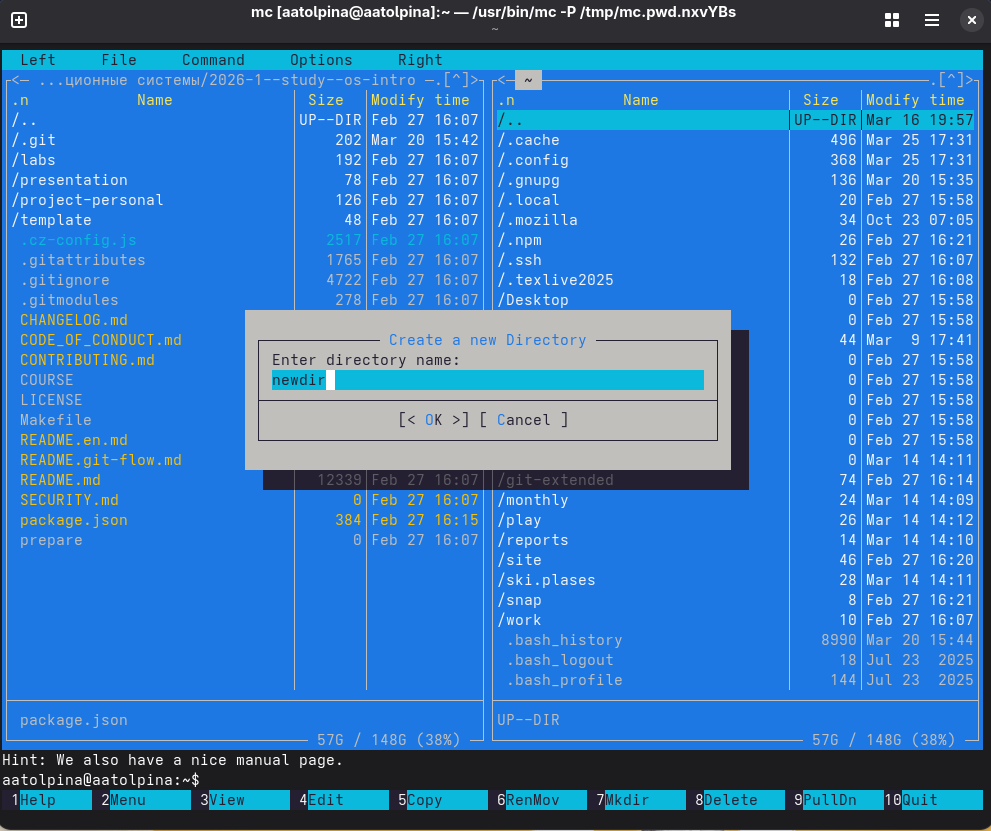 mc [aatolpina@aatolpina]:~ — /usr/bin/mc -P /tmp/mc.pwd.nxvYBs
~
Left File Command Options Right
<— ...ционные системы/2026-1--study--os-intro —.[^]> <— ~ .[^]>
.n Name Size Modify time .n Name Size Modify time
/.. UP--DIR Feb 27 16:07 /.. UP--DIR Mar 16 19:57
/.git 202 Mar 20 15:42 /.cache 496 Mar 25 17:31
/labs 192 Feb 27 16:07 /.config 368 Mar 25 17:31
/presentation 78 Feb 27 16:07 /.gnupg 136 Mar 20 15:35
/project-personal 126 Feb 27 16:07 /.local 20 Feb 27 15:58
/template 48 Feb 27 16:07 /.mozilla 34 Oct 23 07:05
.cz-config.js 2517 Feb 27 16:07 /.npm 26 Feb 27 16:21
.gitattributes 1765 Feb 27 16:07 /.ssh 132 Feb 27 16:07
.gitignore 4722 Feb 27 16:07 /.texlive2025 18 Feb 27 16:08
.gitmodules 278 Feb 27 16:07 /Desktop 0 Feb 27 15:58
CHANGELOG.md 0 Feb 27 15:58
CODE_OF_CONDUCT.md Create a new Directory 44 Mar 9 17:41
CONTRIBUTING.md Enter directory name: 0 Feb 27 15:58
COURSE newdir 0 Feb 27 15:58
LICENSE 0 Feb 27 15:58
Makefile [< OK >] [ Cancel ] 0 Feb 27 15:58
README.en.md 0 Feb 27 15:58
README.git-flow.md 0 Mar 14 14:11
README.md 12339 Feb 27 16:07 /git-extended 74 Feb 27 16:14
SECURITY.md 0 Feb 27 16:07 /monthly 24 Mar 14 14:09
package.json 384 Feb 27 16:15 /play 26 Mar 14 14:12
prepare 0 Feb 27 16:07 /reports 14 Mar 14 14:10
/site 46 Feb 27 16:20
/ski.plases 28 Mar 14 14:11
/snap 8 Feb 27 16:21
/work 10 Feb 27 16:07
.bash_history 8990 Mar 20 15:44
.bash_logout 18 Jul 23 2025
.bash_profile 144 Jul 23 2025
package.json UP--DIR
57G / 148G (38%) 57G / 148G (38%)
Hint: We also have a nice manual page.
aatolpina@aatolpina:~$
1Help 2Menu 3View 4Edit 5Copy 6RenMov 7Mkdir 8Delete 9PullDn 10Quit